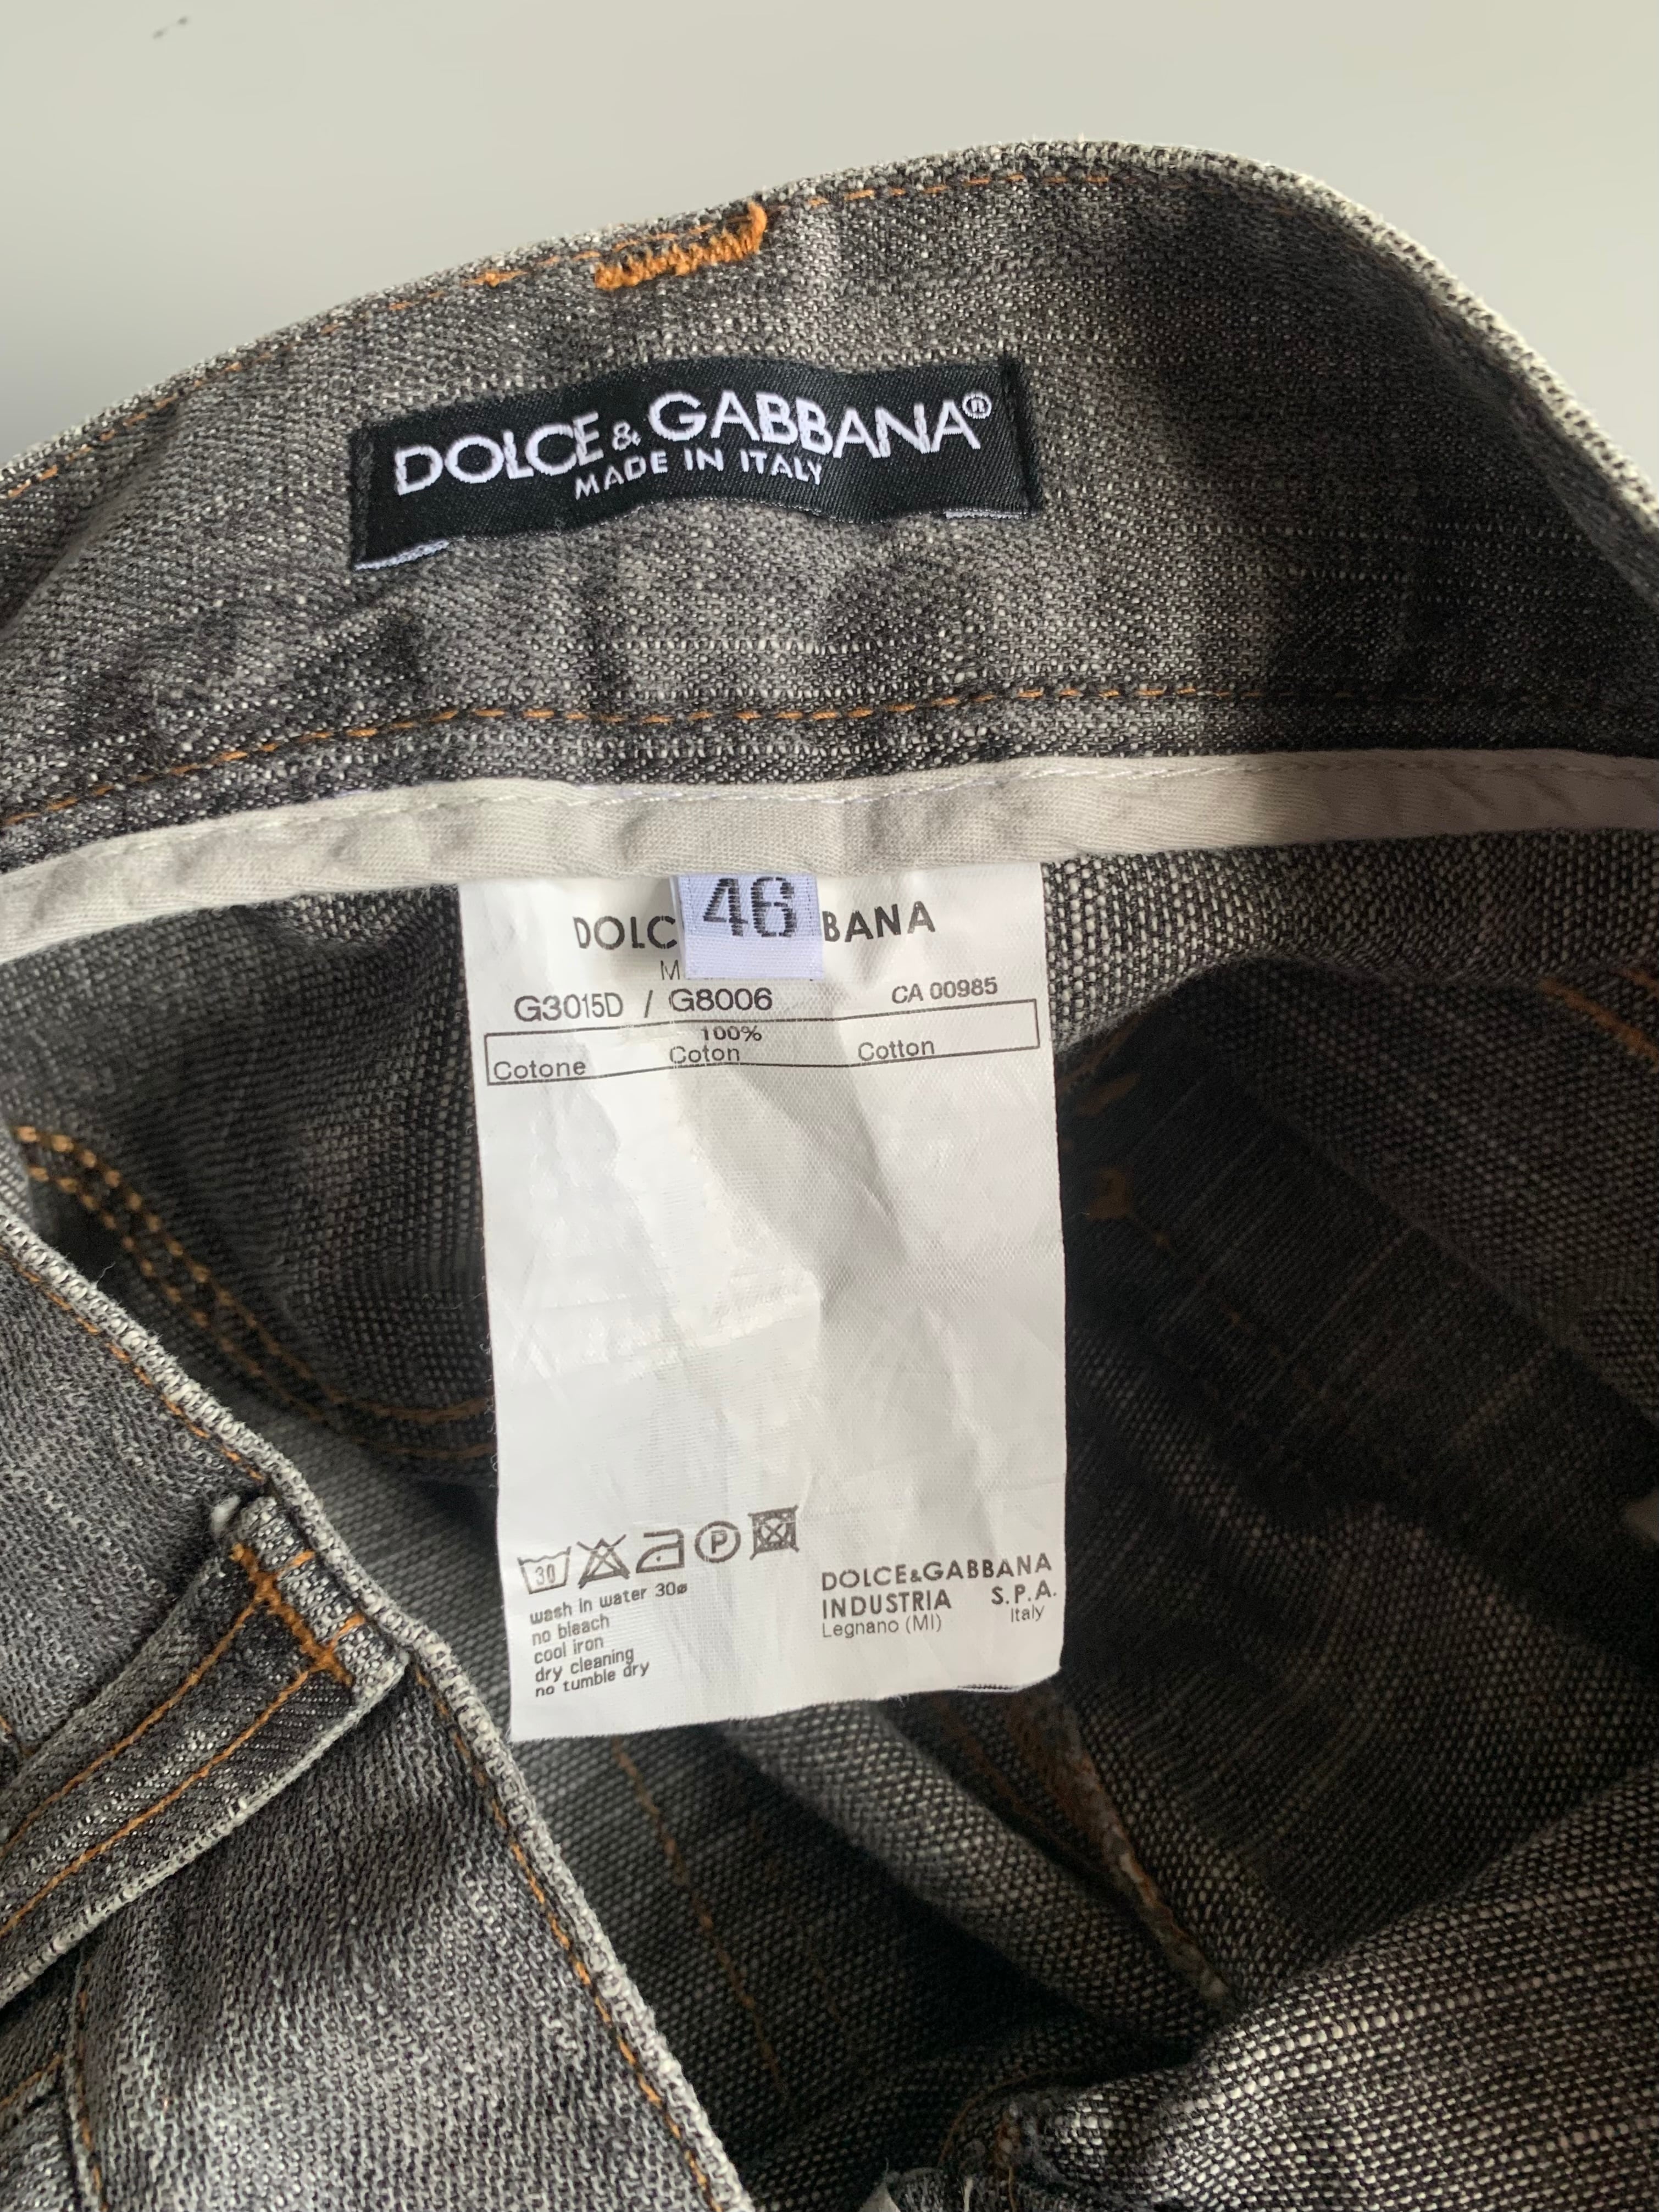 DOLCE & GABBANA®
MADE IN ITALY
46
DOLC BANA
M
G3015D / G8006 CA 00985
100%
Cotone Coton Cotton
30 P
wash in water 30ø
no bleach
cool iron
dry cleaning
no tumble dry
DOLCE&GABBANA
INDUSTRIA S.P.A.
Legnano (MI) Italy